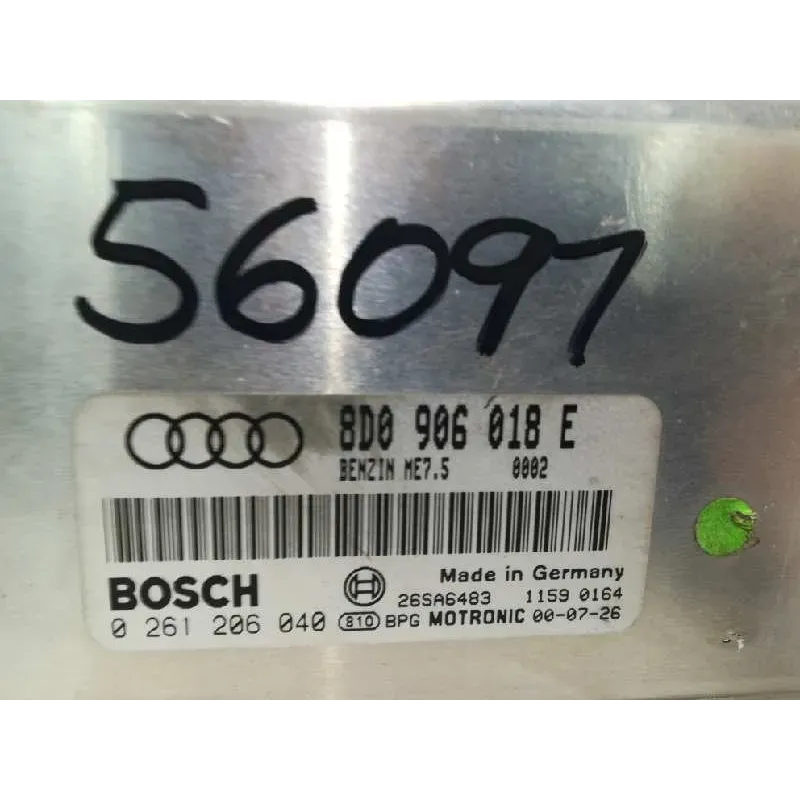 56097
8D0 906 018 E
BENZIN ME7.5 0002
BOSCH
Made in Germany
26SA6483 1159 0164
0 261 206 040 810 BPG MOTRONIC 00-07-26